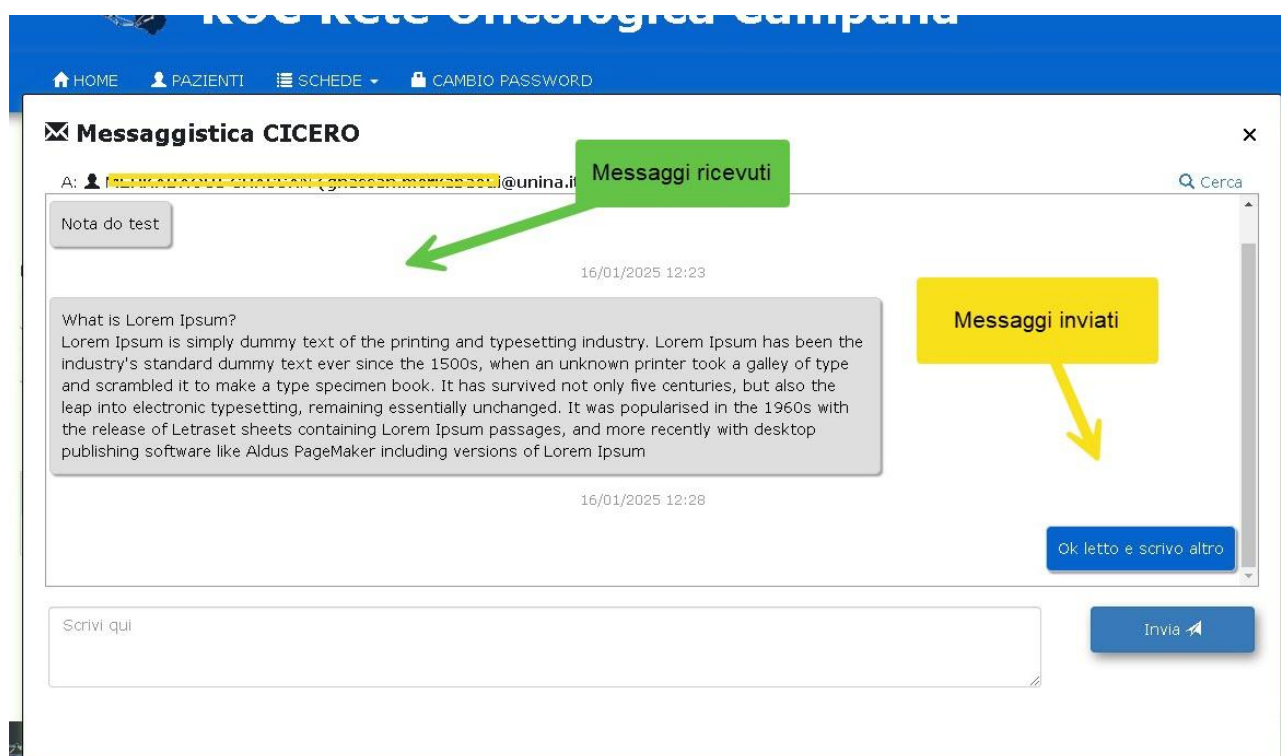 ROC Rete Oncologica Campana
HOME PAZIENTI SCHEDE CAMBIO PASSWORD
Messaggistica CICERO
×
A: @unina.it
Messaggi ricevuti
Cerca
Nota do test
16/01/2025 12:23
What is Lorem Ipsum?
Lorem Ipsum is simply dummy text of the printing and typesetting industry. Lorem Ipsum has been the
industry's standard dummy text ever since the 1500s, when an unknown printer took a galley of type
and scrambled it to make a type specimen book. It has survived not only five centuries, but also the
leap into electronic typesetting, remaining essentially unchanged. It was popularised in the 1960s with
the release of Letraset sheets containing Lorem Ipsum passages, and more recently with desktop
publishing software like Aldus PageMaker including versions of Lorem Ipsum
Messaggi inviati
16/01/2025 12:28
Ok letto e scrivo altro
Scrivi qui
Invia